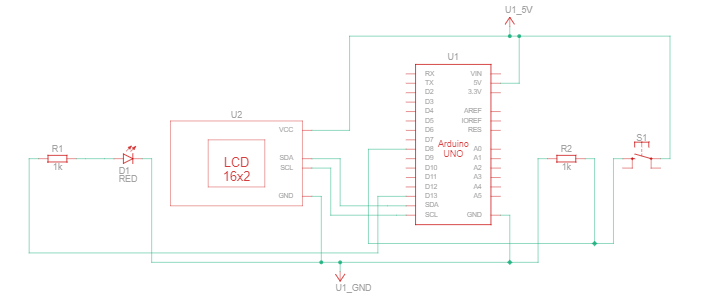 U1_5V
U1
RX
TX
D2
D3
D4
D5
D6
D7
D8
D9
D10
D11
D12
D13
SDA
SCL
VIN
5V
3.3V
AREF
IOREF
RES
A0
A1
A2
A3
A4
A5
GND
Arduino
UNO
U2
VCC
SDA
SCL
GND
LCD
16x2
R1
1k
D1
RED
R2
1k
S1
U1_GND